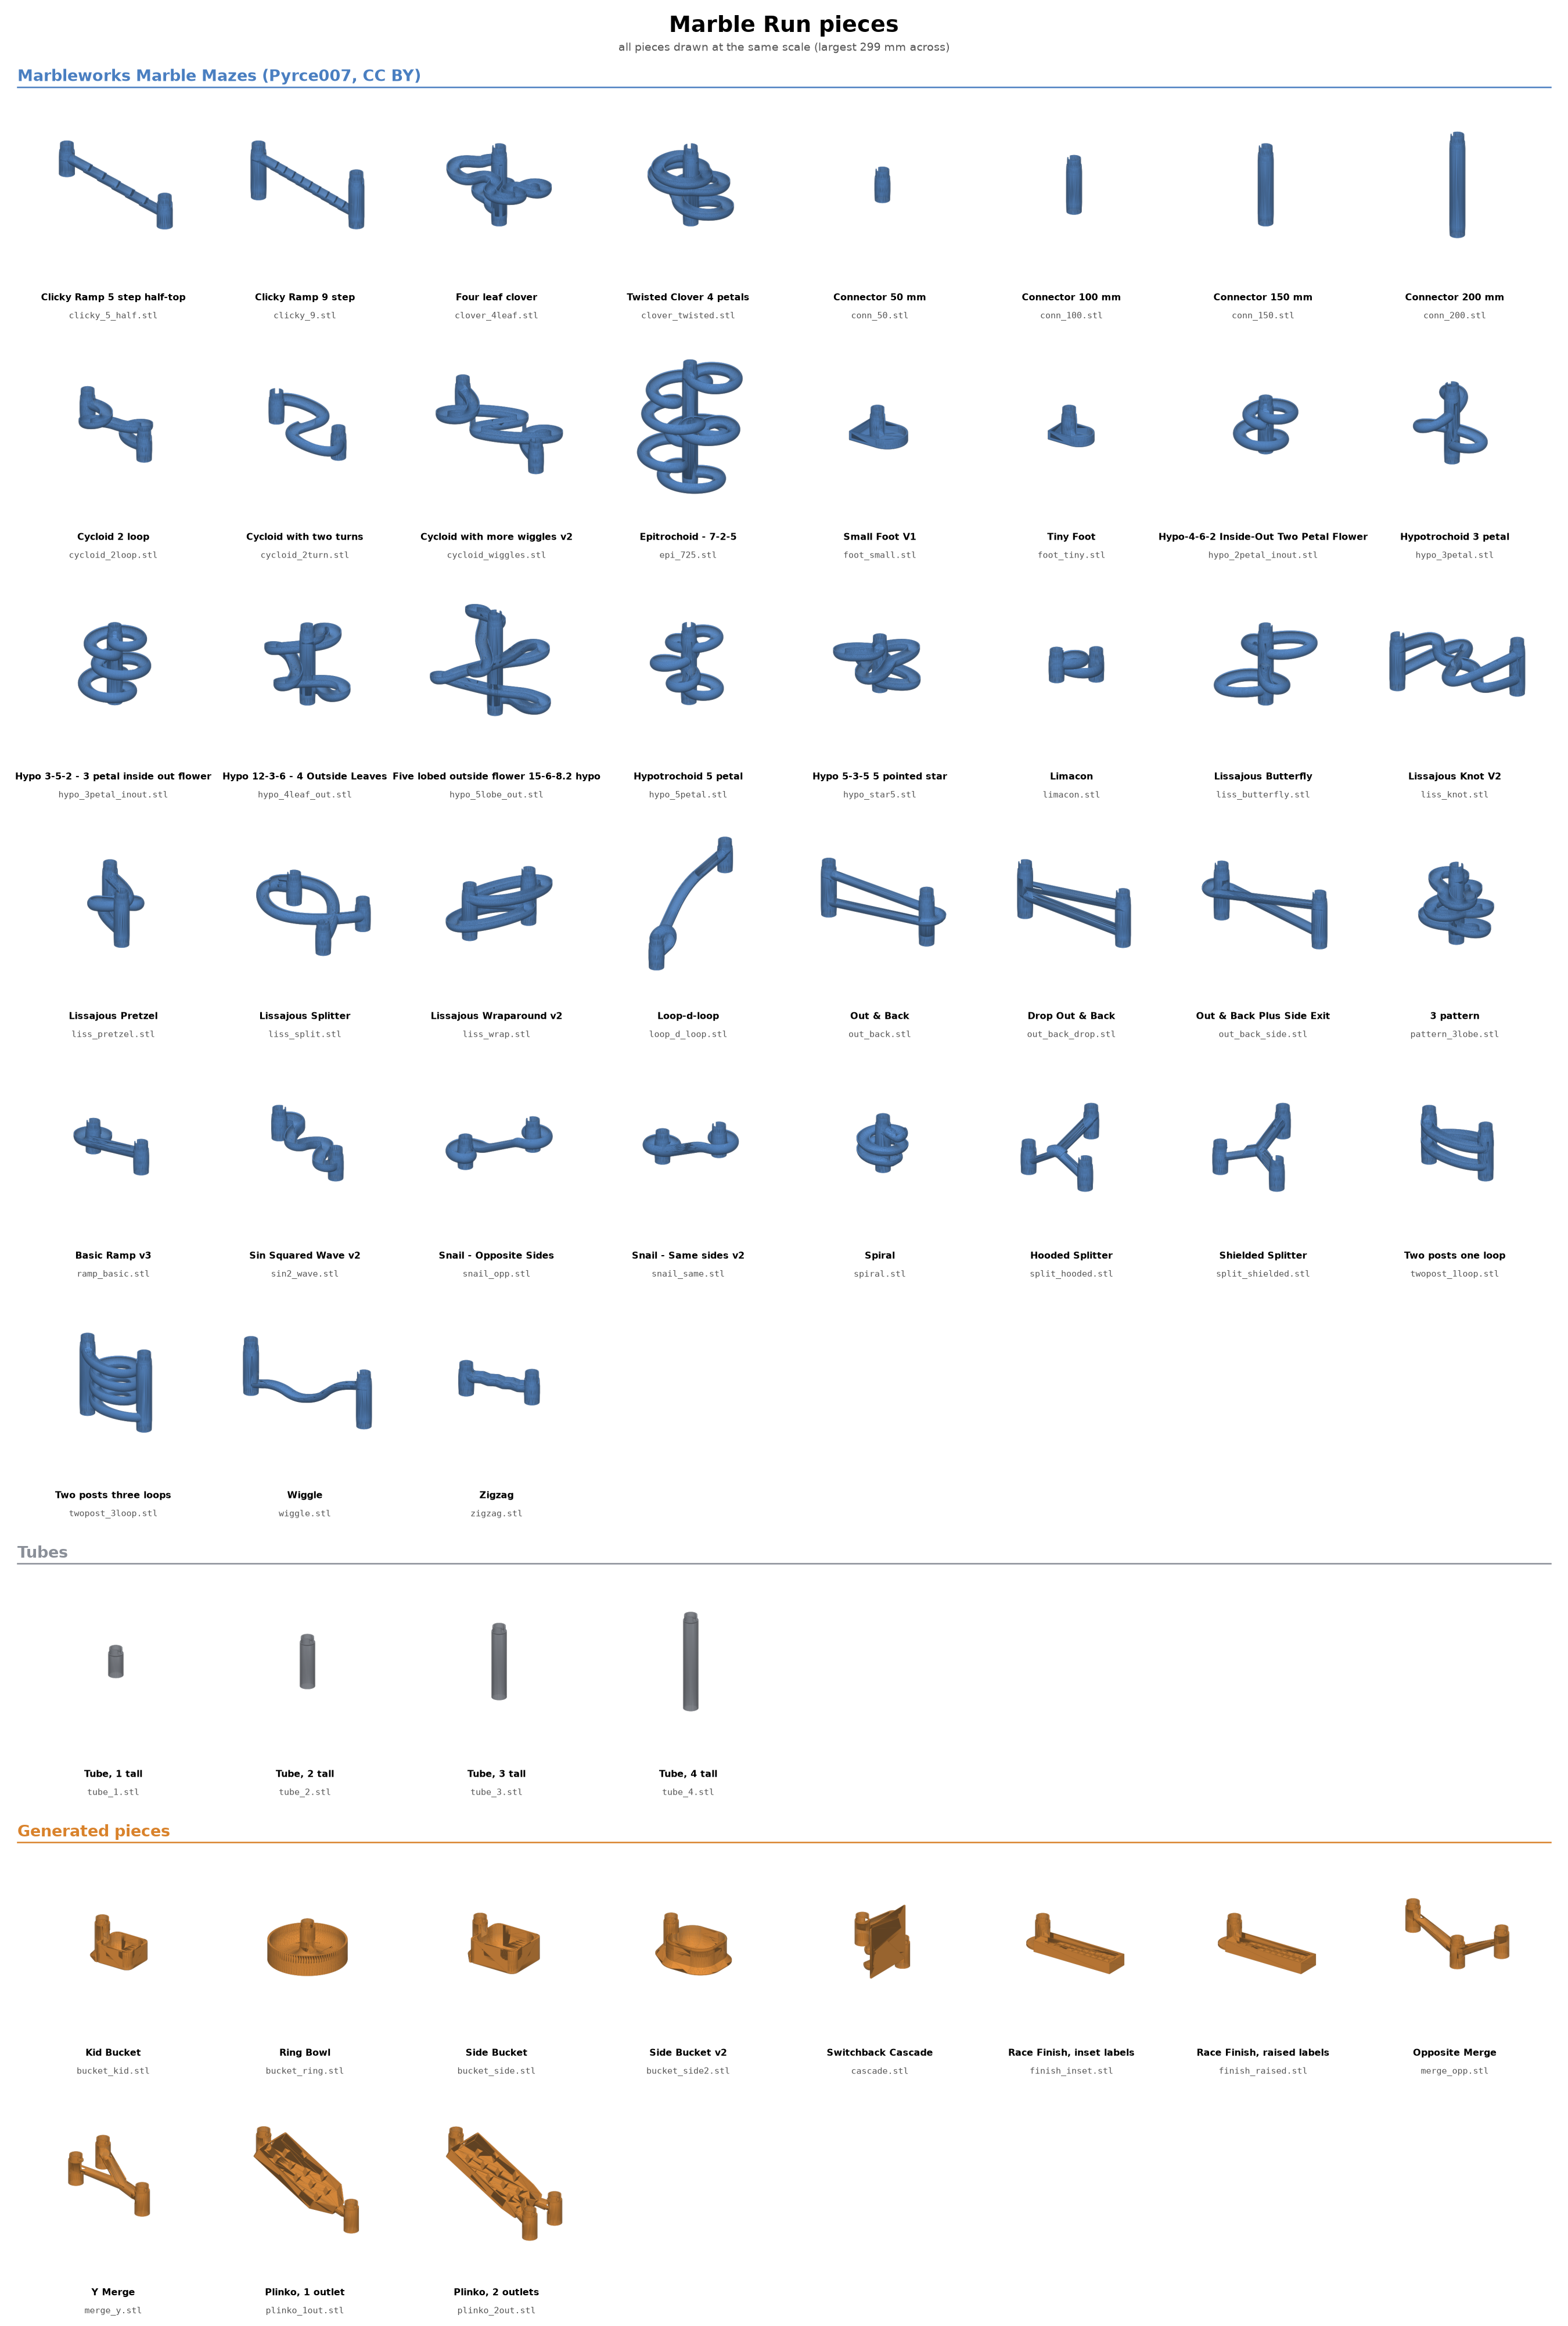 Marble Run pieces
all pieces drawn at the same scale (largest 299 mm across)
Marbleworks Marble Mazes (Pyrce007, CC BY)
Clicky Ramp 5 step half-top
clicky_5_half.stl
Clicky Ramp 9 step
clicky_9.stl
Four leaf clover
clover_4leaf.stl
Twisted Clover 4 petals
clover_twisted.stl
Connector 50 mm
conn_50.stl
Connector 100 mm
conn_100.stl
Connector 150 mm
conn_150.stl
Connector 200 mm
conn_200.stl
Cycloid 2 loop
cycloid_2loop.stl
Cycloid with two turns
cycloid_2turn.stl
Cycloid with more wiggles v2
cycloid_wiggles.stl
Epitrochoid - 7-2-5
epi_725.stl
Small Foot V1
foot_small.stl
Tiny Foot
foot_tiny.stl
Hypo-4-6-2 Inside-Out Two Petal Flower
hypo_2petal_inout.stl
Hypotrochoid 3 petal
hypo_3petal.stl
Hypo 3-5-2 - 3 petal inside out flower
hypo_3petal_inout.stl
Hypo 12-3-6 - 4 Outside Leaves
hypo_4leaf_out.stl
Five lobed outside flower 15-6-8.2 hypo
hypo_5lobe_out.stl
Hypotrochoid 5 petal
hypo_5petal.stl
Hypo 5-3-5 5 pointed star
hypo_star5.stl
Limacon
limacon.stl
Lissajous Butterfly
liss_butterfly.stl
Lissajous Knot V2
liss_knot.stl
Lissajous Pretzel
liss_pretzel.stl
Lissajous Splitter
liss_split.stl
Lissajous Wraparound v2
liss_wrap.stl
Loop-d-loop
loop_d_loop.stl
Out & Back
out_back.stl
Drop Out & Back
out_back_drop.stl
Out & Back Plus Side Exit
out_back_side.stl
3 pattern
pattern_3lobe.stl
Basic Ramp v3
ramp_basic.stl
Sin Squared Wave v2
sin2_wave.stl
Snail - Opposite Sides
snail_opp.stl
Snail - Same sides v2
snail_same.stl
Spiral
spiral.stl
Hooded Splitter
split_hooded.stl
Shielded Splitter
split_shielded.stl
Two posts one loop
twopost_1loop.stl
Two posts three loops
twopost_3loop.stl
Wiggle
wiggle.stl
Zigzag
zigzag.stl
Tubes
Tube, 1 tall
tube_1.stl
Tube, 2 tall
tube_2.stl
Tube, 3 tall
tube_3.stl
Tube, 4 tall
tube_4.stl
Generated pieces
Kid Bucket
bucket_kid.stl
Ring Bowl
bucket_ring.stl
Side Bucket
bucket_side.stl
Side Bucket v2
bucket_side2.stl
Switchback Cascade
cascade.stl
Race Finish, inset labels
finish_inset.stl
Race Finish, raised labels
finish_raised.stl
Opposite Merge
merge_opp.stl
Y Merge
merge_y.stl
Plinko, 1 outlet
plinko_1out.stl
Plinko, 2 outlets
plinko_2out.stl